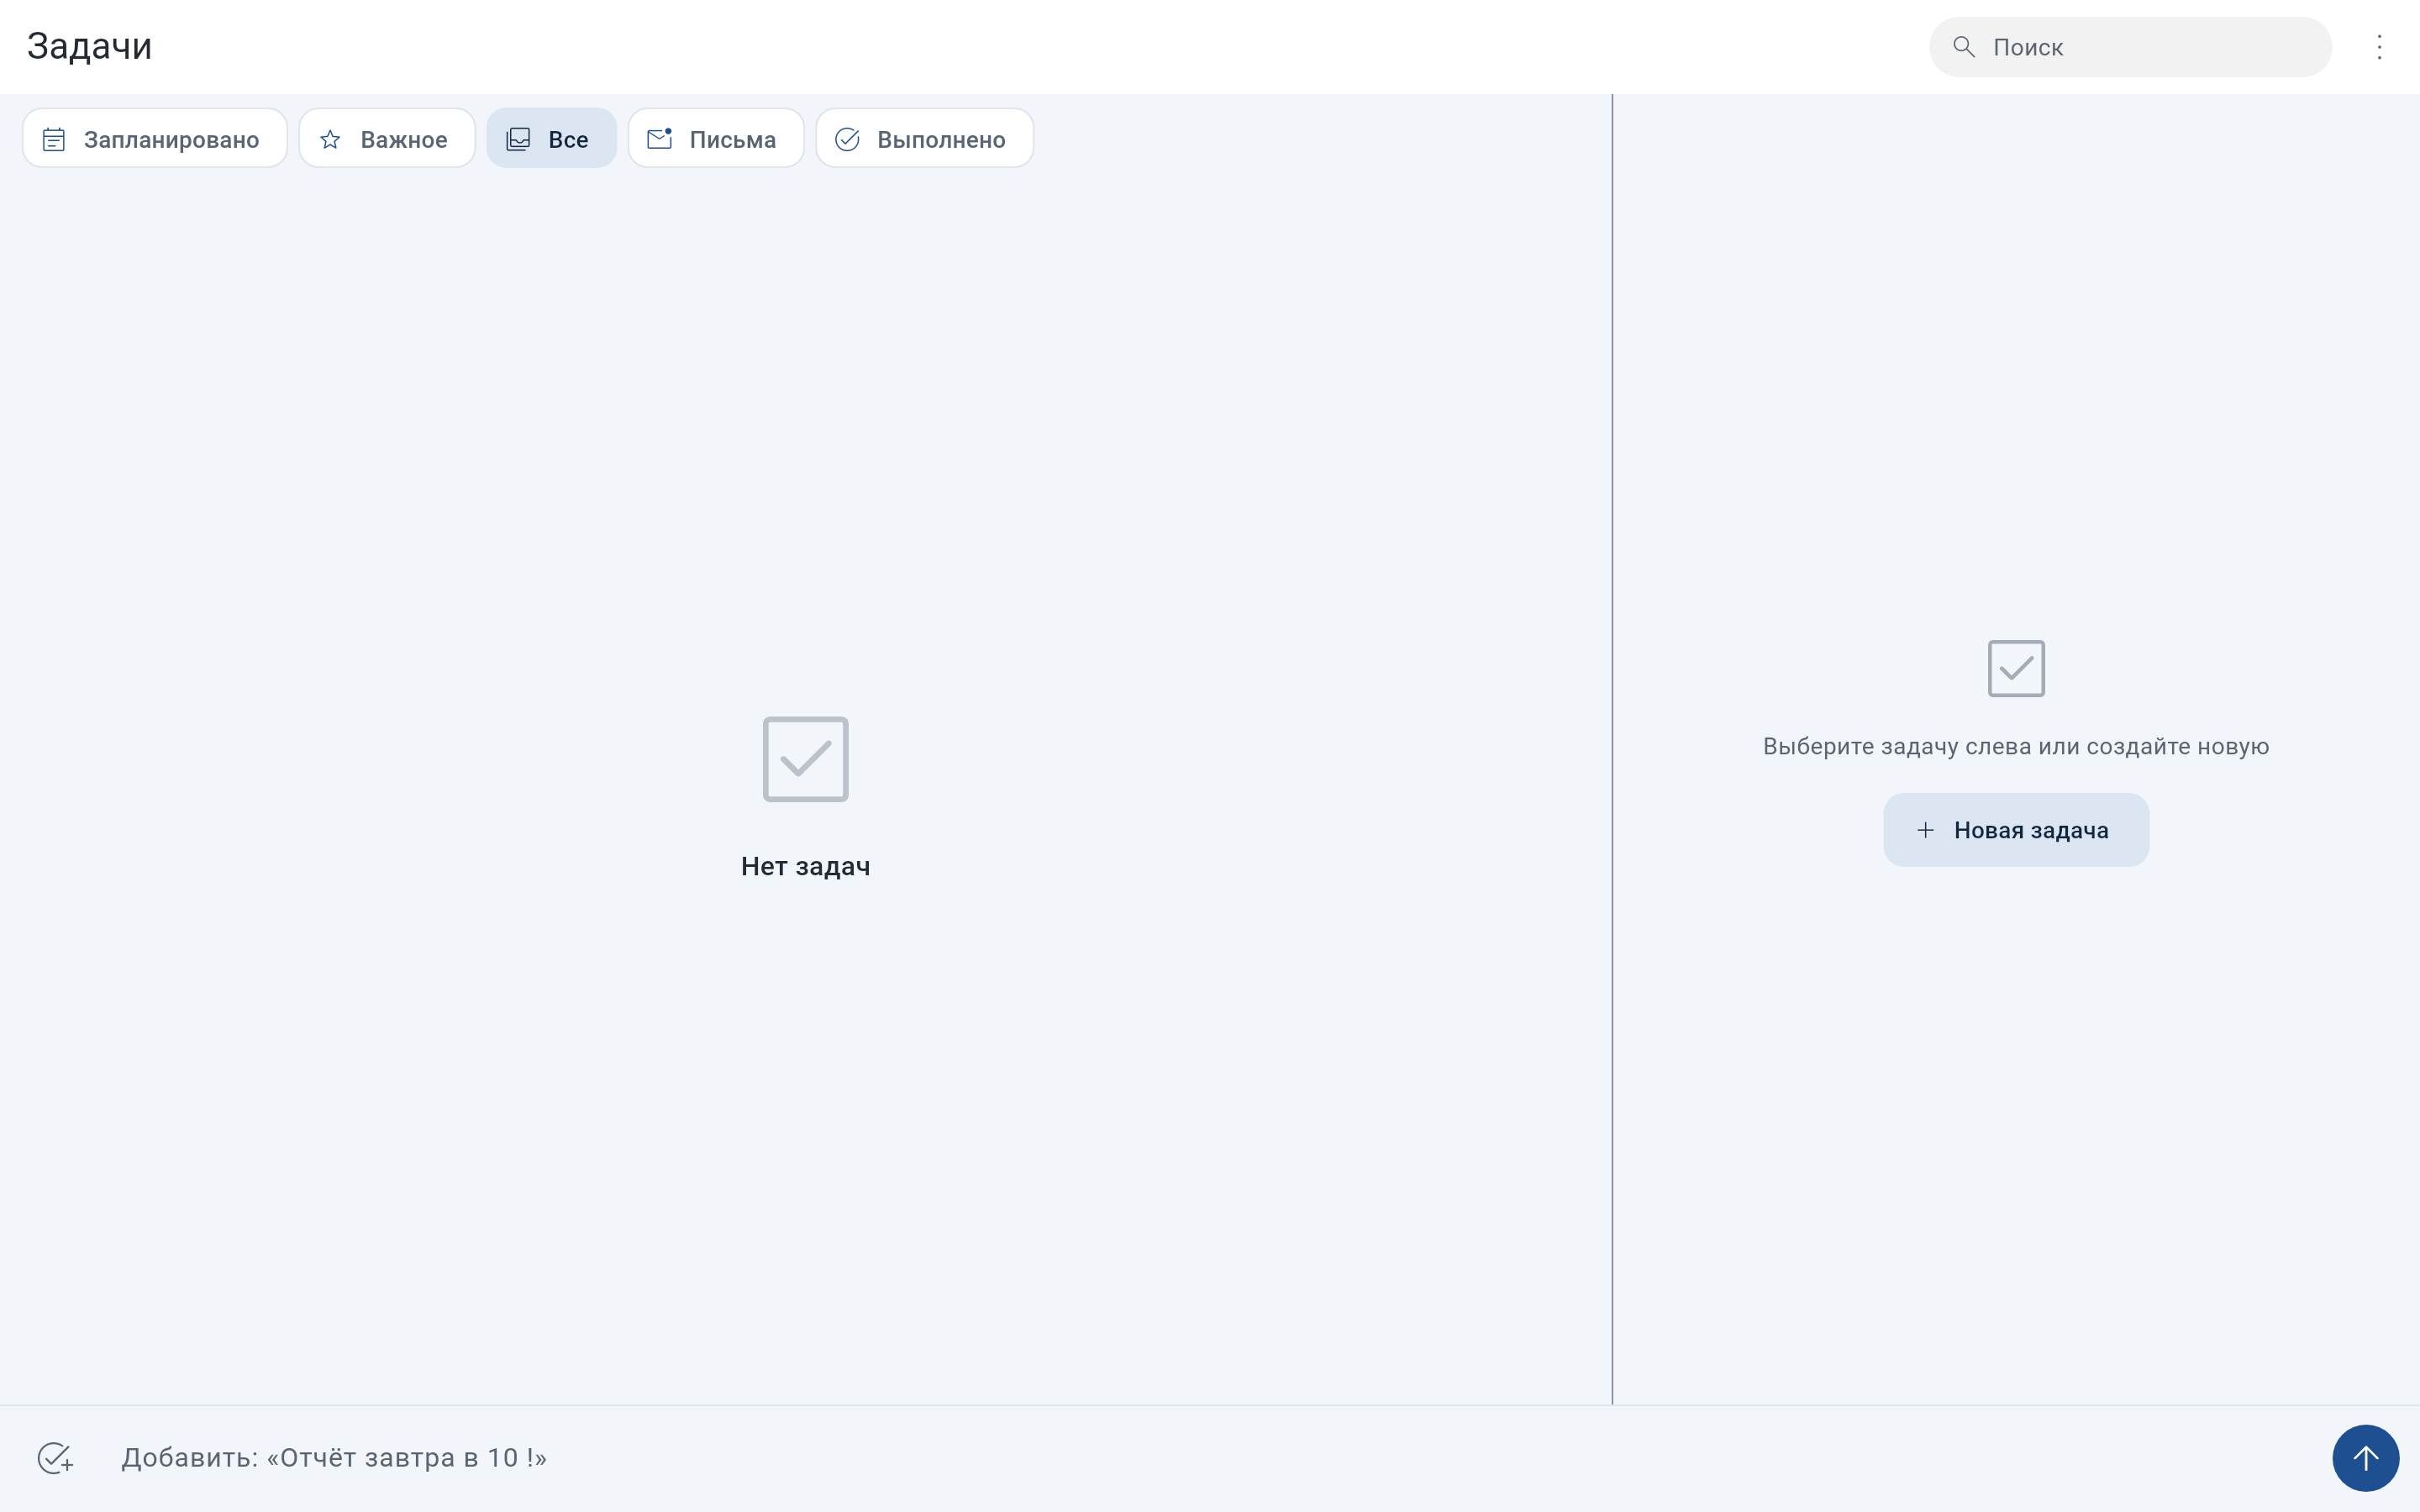 Задачи
Поиск
Запланировано
Важное
Все
Письма
Выполнено
Нет задач
Выберите задачу слева или создайте новую
Новая задача
Добавить: «Отчёт завтра в 10 !»